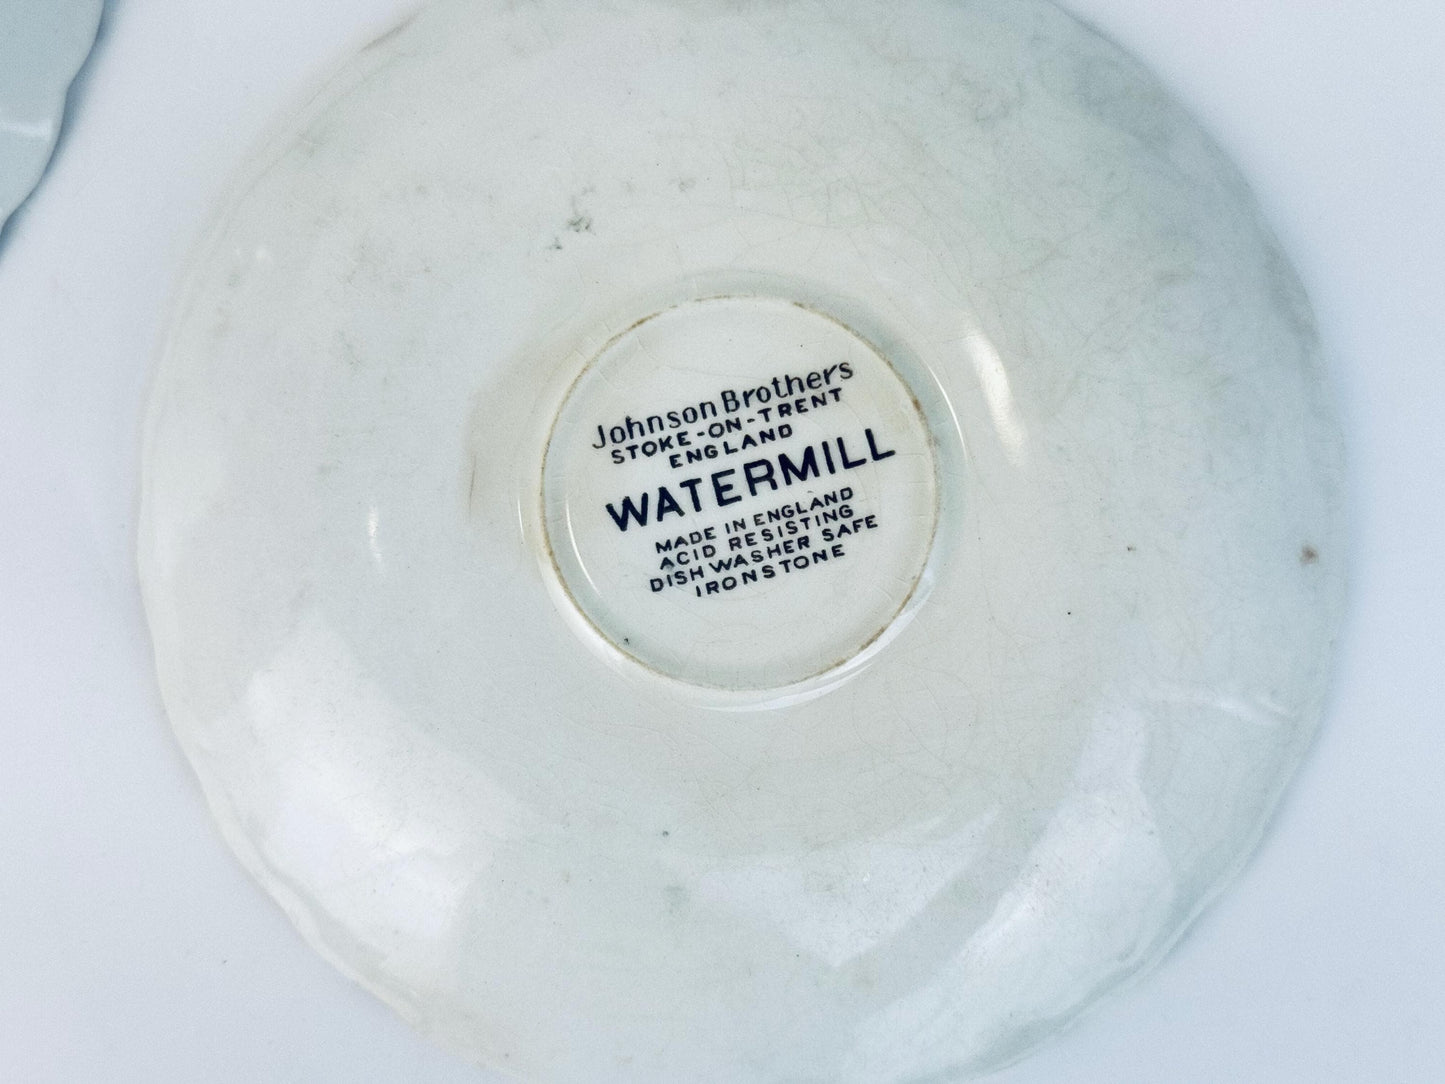 Johnson Brothers
STOKE-ON-TRENT
ENGLAND
WATERMILL
MADE IN ENGLAND
ACID RESISTING
DISHWASHER SAFE
IRONSTONE